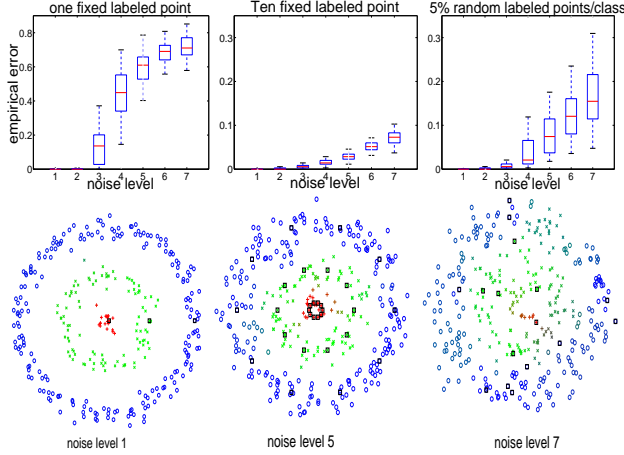 one fixed labeled point
Ten fixed labeled point
5% random labeled points/class
empirical error
0.8
0.6
0.4
0.2
0
1 2 3 4 5 6 7
noise level
0.3
0.2
0.1
0
1 2 3 4 5 6 7
noise level
0.3
0.2
0.1
0
1 2 3 4 5 6 7
noise level
noise level 1
noise level 5
noise level 7